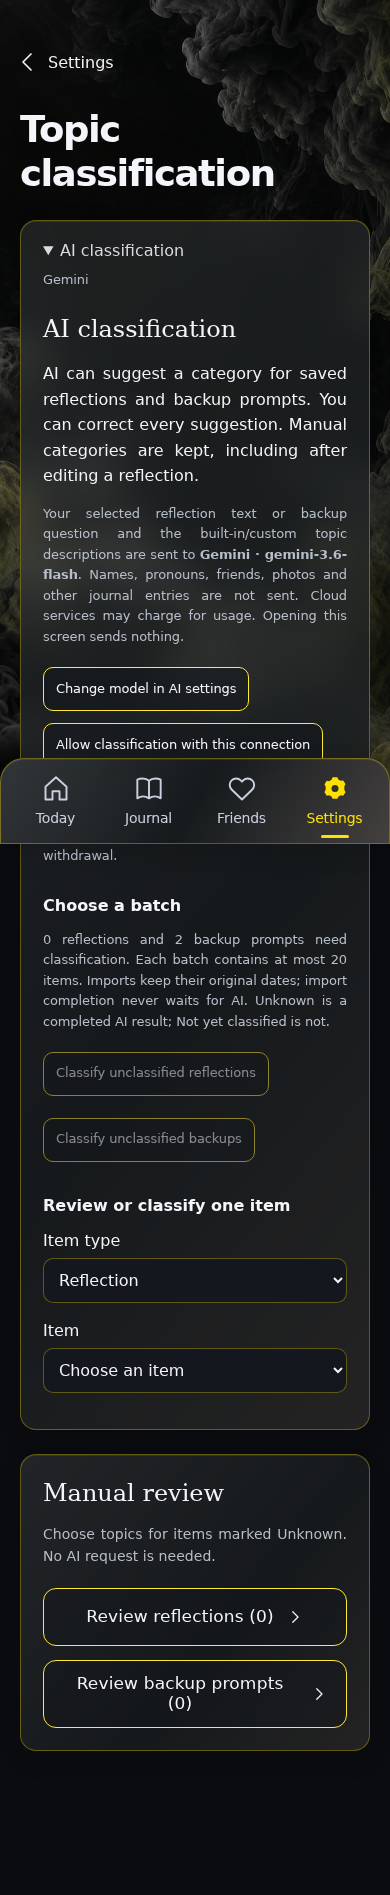 Settings
Topic
classification
▼ AI classification
Gemini
AI classification
AI can suggest a category for saved
reflections and backup prompts. You
can correct every suggestion. Manual
categories are kept, including after
editing a reflection.
Your selected reflection text or backup
question and the built-in/custom topic
descriptions are sent to Gemini · gemini-3.6-
flash. Names, pronouns, friends, photos and
other journal entries are not sent. Cloud
services may charge for usage. Opening this
screen sends nothing.
Change model in AI settings
Allow classification with this connection
Today
Journal
Friends
Settings
withdrawal.
Choose a batch
0 reflections and 2 backup prompts need
classification. Each batch contains at most 20
items. Imports keep their original dates; import
completion never waits for AI. Unknown is a
completed AI result; Not yet classified is not.
Classify unclassified reflections
Classify unclassified backups
Review or classify one item
Item type
Reflection
Item
Choose an item
Manual review
Choose topics for items marked Unknown.
No AI request is needed.
Review reflections (0)
Review backup prompts
(0)